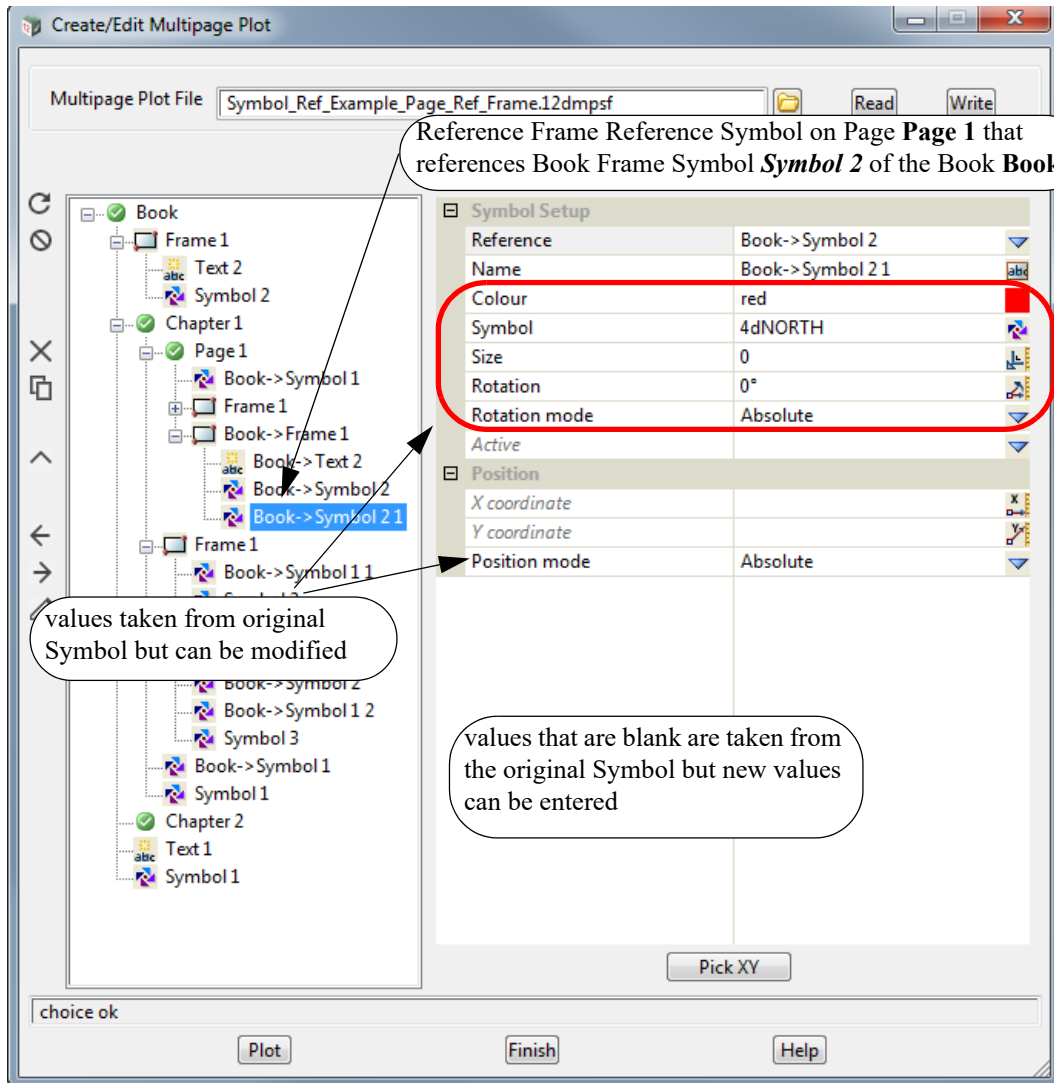 Create/Edit Multipage Plot
Multipage Plot File
Symbol_Ref_Example_Page_Ref_Frame.12dmpsf
Read
Write
Reference Frame Reference Symbol on Page Page 1 that
references Book Frame Symbol Symbol 2 of the Book Book
Book
Frame 1
abc Text 2
Symbol 2
Chapter 1
Page 1
Book->Symbol 1
Frame 1
Book->Frame 1
abc Book->Text 2
Book->Symbol 2
Book->Symbol 2 1
Frame 1
Book->Symbol 1 1
values taken from original
Symbol but can be modified
Book->Symbol 2
Book->Symbol 1 2
Symbol 3
Book->Symbol 1
Symbol 1
Chapter 2
abc Text 1
Symbol 1
Symbol Setup
Reference Book->Symbol 2
Name Book->Symbol 2 1 abc
Colour red
Symbol 4dNORTH
Size 0
Rotation 0°
Rotation mode Absolute
Active
Position
X coordinate X
Y coordinate Y
Position mode Absolute
values that are blank are taken from
the original Symbol but new values
can be entered
Pick XY
choice ok
Plot
Finish
Help